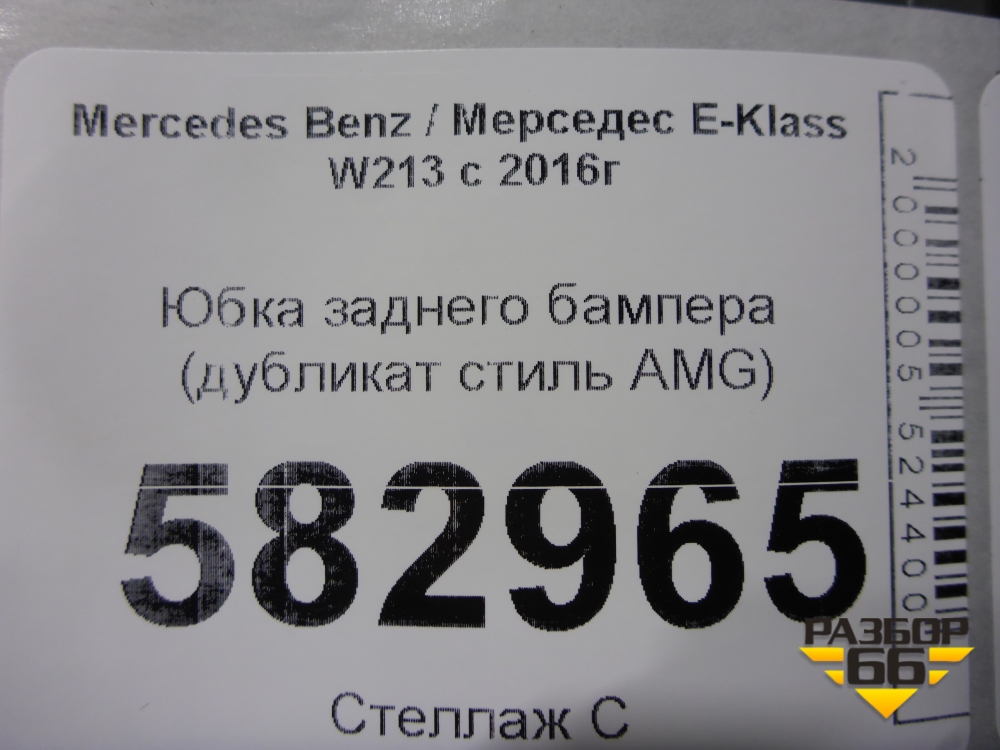 Mercedes Benz / Мерседес E-Klass
W213 с 2016г
Юбка заднего бампера
(дубликат стиль AMG)
582965
Стеллаж С
2000005524400
РАЗБОР
66